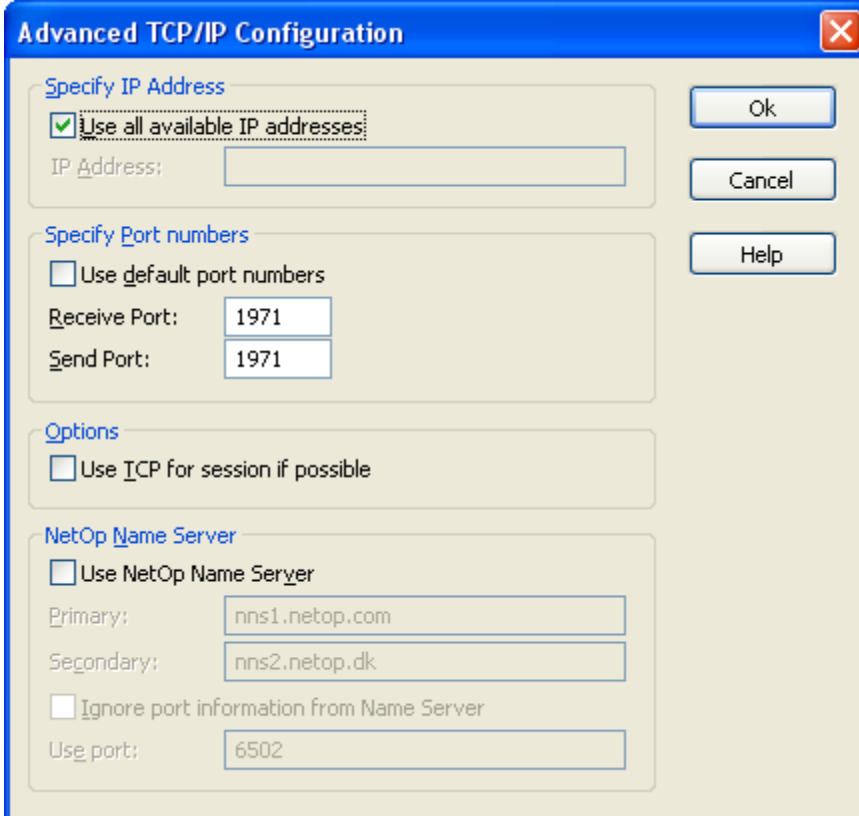 Advanced TCP/IP Configuration
Specify IP Address
Use all available IP addresses
IP Address:
Ok
Cancel
Help
Specify Port numbers
Use default port numbers
Receive Port: 1971
Send Port: 1971
Options
Use TCP for session if possible
NetOp Name Server
Use NetOp Name Server
Primary: nns1.netop.com
Secondary: nns2.netop.dk
Ignore port information from Name Server
Use port: 6502